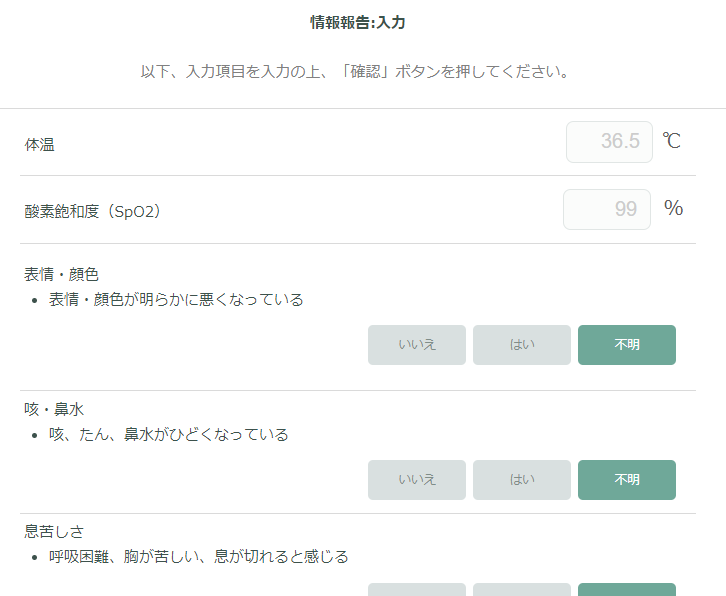 情報報告:入力
以下、入力項目を入力の上、「確認」ボタンを押してください。
体温
36.5 ℃
酸素飽和度（SpO2）
99 %
表情・顔色
• 表情・顔色が明らかに悪くなっている
いいえ はい 不明
咳・鼻水
• 咳、たん、鼻水がひどくなっている
いいえ はい 不明
息苦しさ
• 呼吸困難、胸が苦しい、息が切れると感じる